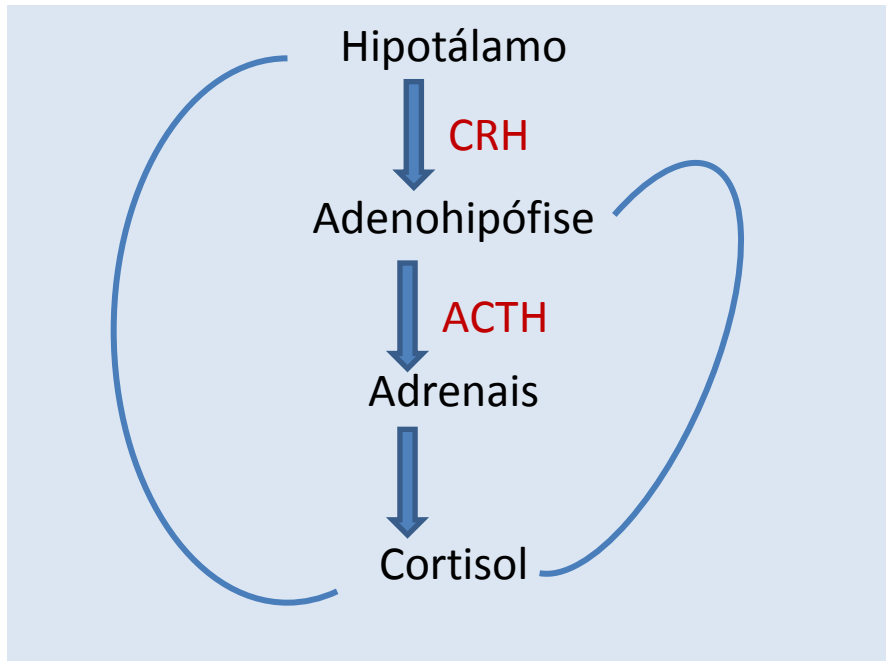 Hipotálamo
CRH
Adenohipófise
ACTH
Adrenais
Cortisol